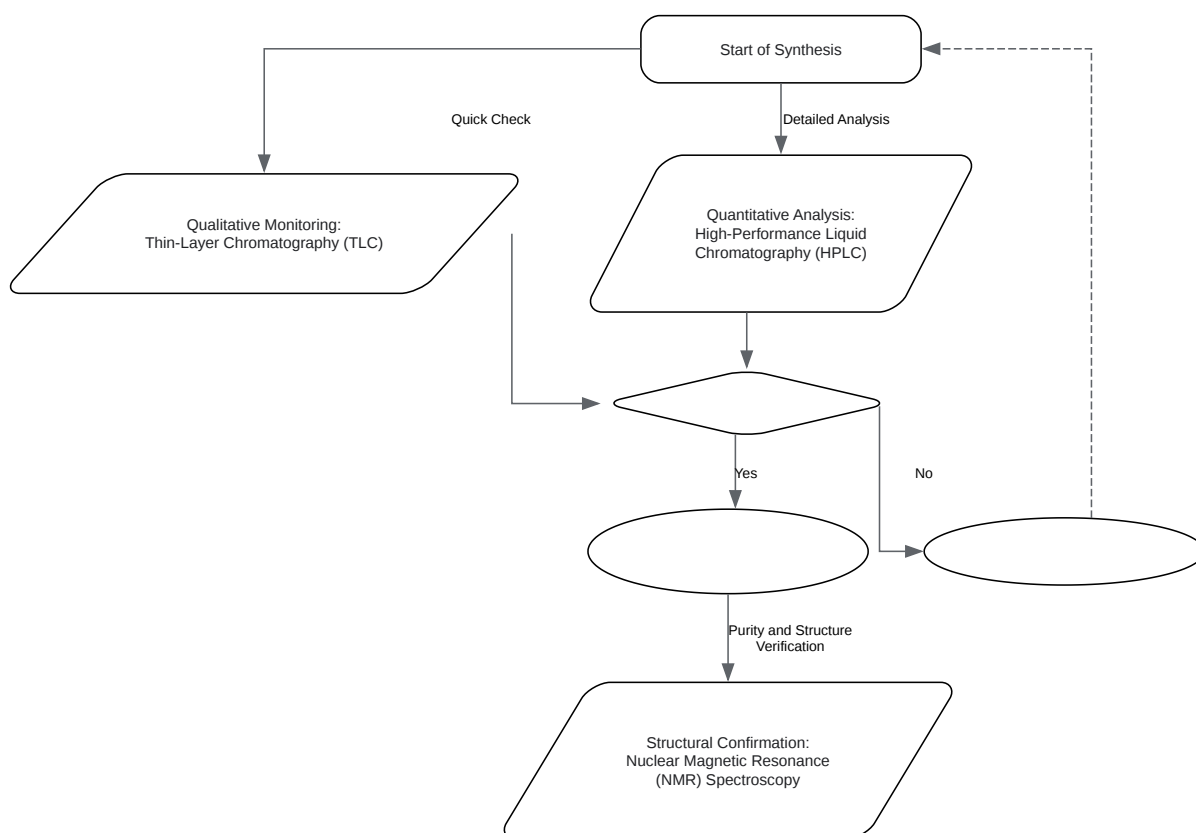 Start of Synthesis
Quick Check
Detailed Analysis
Qualitative Monitoring:
Thin-Layer Chromatography (TLC)
Quantitative Analysis:
High-Performance Liquid
Chromatography (HPLC)
Yes
No
Purity and Structure
Verification
Structural Confirmation:
Nuclear Magnetic Resonance
(NMR) Spectroscopy